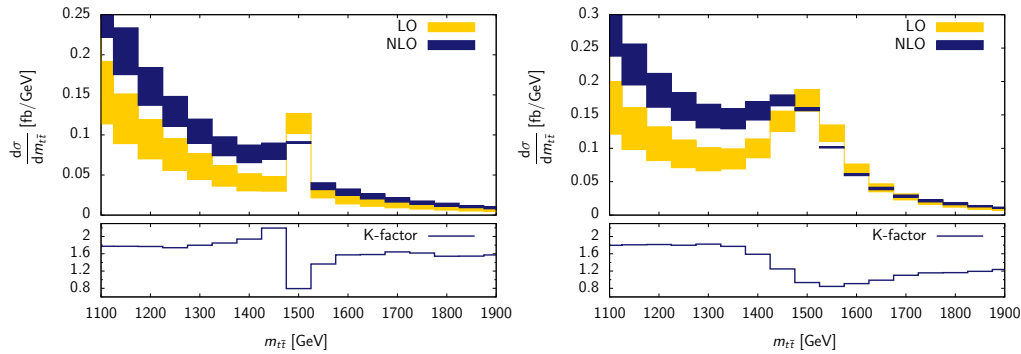 0.25
0.2
0.15
0.1
0.05
0
dσ
dm_{tt̄} [fb/GeV]
LO
NLO
2
1.6
1.2
0.8
K-factor
1100 1200 1300 1400 1500 1600 1700 1800 1900
m_{tt̄} [GeV]
0.3
0.25
0.2
0.15
0.1
0.05
0
dσ
dm_{tt̄} [fb/GeV]
LO
NLO
2
1.6
1.2
0.8
K-factor
1100 1200 1300 1400 1500 1600 1700 1800 1900
m_{tt̄} [GeV]